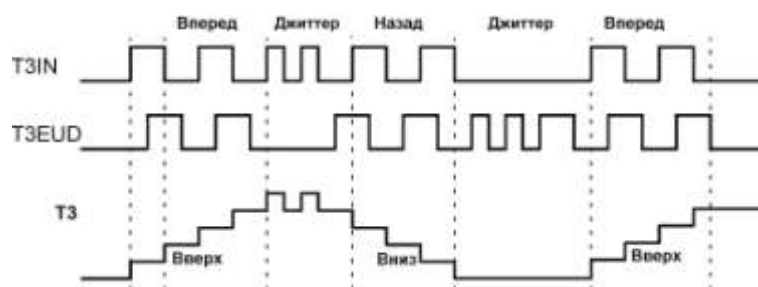 Вперед Джиттер Назад Джиттер Вперед
T3IN
T3EUD
T3
Вверх Вниз Вверх